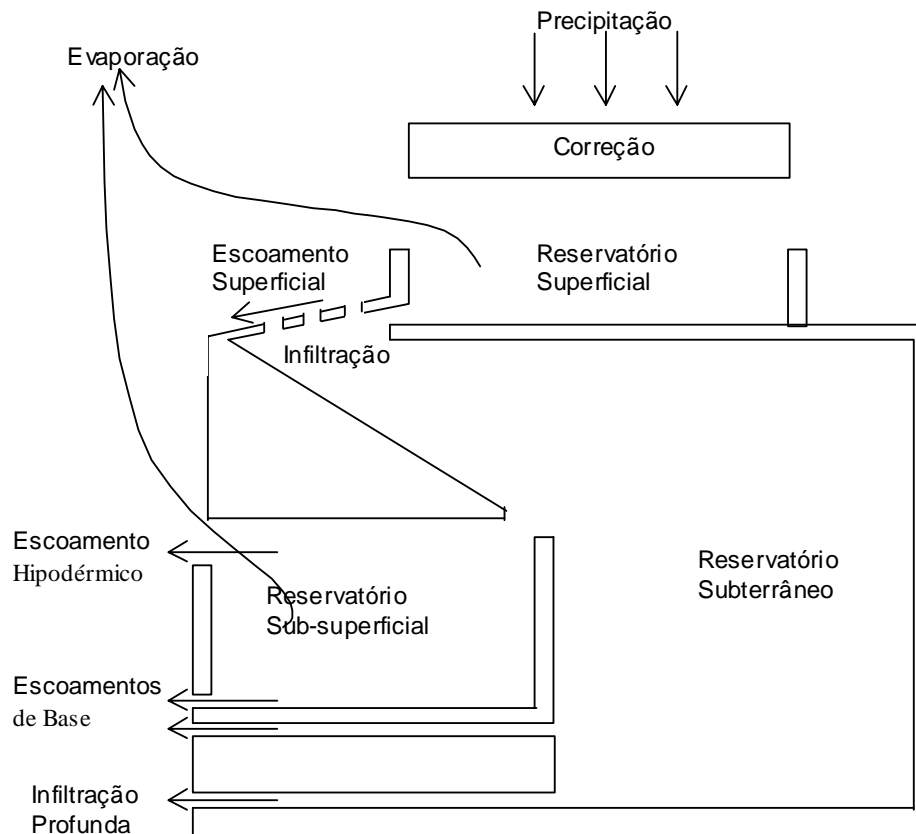 Precipitação
Evaporação
Correção
Escoamento
Superficial
Reservatório
Superficial
Infiltração
Escoamento
Hipodérmico
Reservatório
Sub-superficial
Reservatório
Subterrâneo
Escoamentos
de Base
Infiltração
Profunda